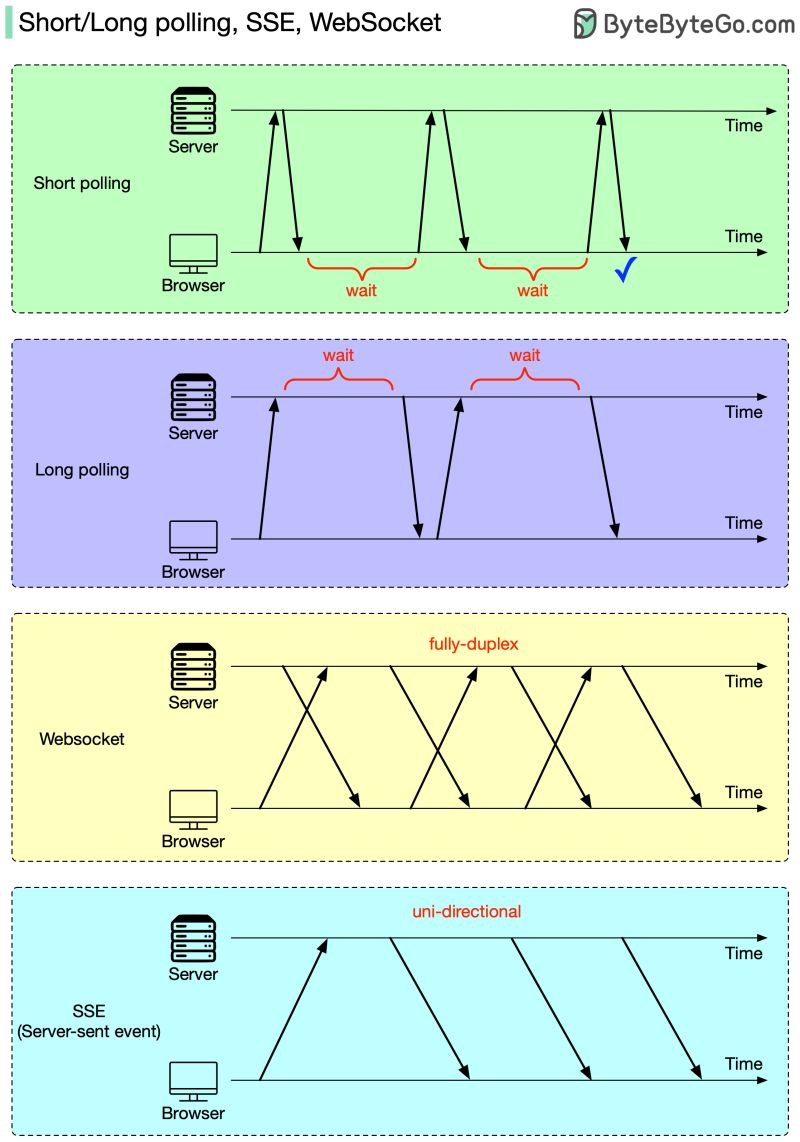 Short/Long polling, SSE, WebSocket
ByteByteGo.com
Server
Time
Short polling
Time
Browser
wait
wait
wait
wait
Server
Time
Long polling
Time
Browser
fully-duplex
Server
Time
Websocket
Time
Browser
uni-directional
Server
Time
SSE
(Server-sent event)
Time
Browser